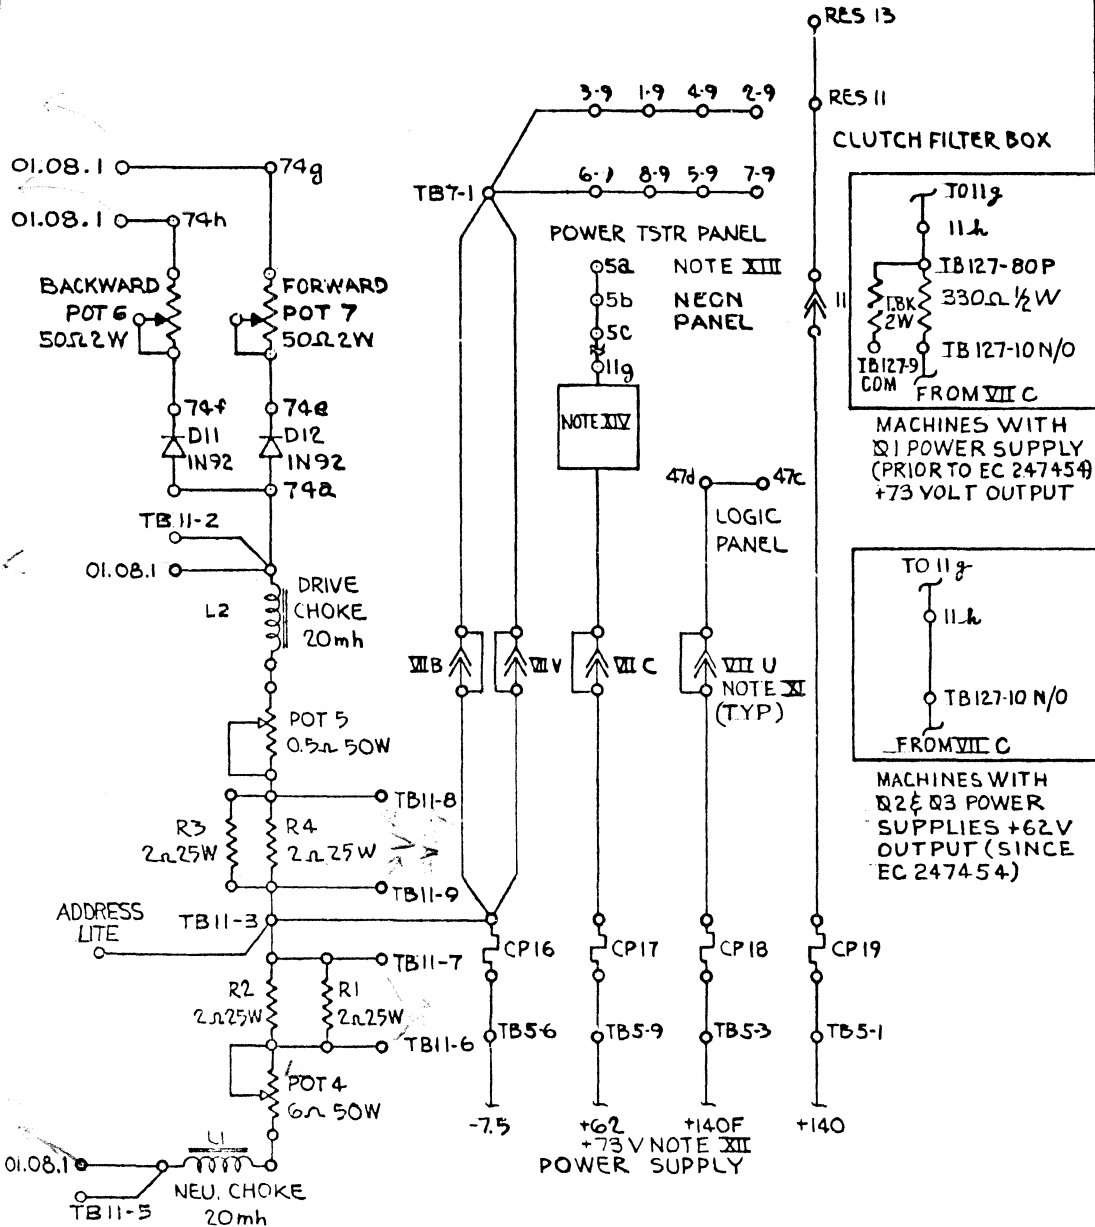 RES 13
RES 11
CLUTCH FILTER BOX
3-9 1-9 4-9 2-9
TB7-1
8-9 5-9 7-9
01.08.1
74g
01.08.1
74h
BACKWARD
POT 6
50Ω 2W
FORWARD
POT 7
50Ω 2W
74f
D11
1N92
74e
D12
1N92
74a
TB 11-2
01.08.1
L2
DRIVE
CHOKE
20mh
POT 5
0.5Ω 50W
TB11-8
R3
2Ω 25W
R4
2Ω 25W
TB11-9
TB11-3
ADDRESS
LITE
TB11-7
R2
2Ω 25W
R1
2Ω 25W
TB11-6
POT 4
6Ω 50W
L1
01.08.1
TB11-5
NEU. CHOKE
20mh
POWER TSTR PANEL
5a
5b
5c
11g
NOTE XIII
NEON
PANEL
NOTE XIV
47d 47c
LOGIC
PANEL
11
VII B
VII V
VII C
VII U
NOTE XI
(TYP)
CP16
CP17
CP18
CP19
TB5-6
TB5-9
TB5-3
TB5-1
-7.5
+62
+140F
+140
+73V NOTE XII
POWER SUPPLY
TO 11g
11h
TB127-8 OP
1.8K
2W
330Ω ½W
TB127-9
COM
TB127-10 N/O
FROM VII C
MACHINES WITH
Q1 POWER SUPPLY
(PRIOR TO EC 247454)
+73 VOLT OUTPUT
TO 11g
11h
TB127-10 N/O
FROM VII C
MACHINES WITH
Q2 & Q3 POWER
SUPPLIES +62V
OUTPUT (SINCE
EC 247454)